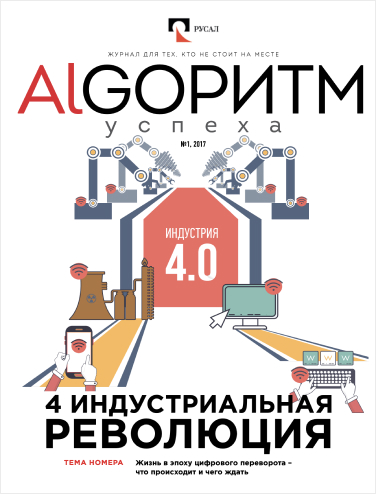 РУСАЛ
ЖУРНАЛ ДЛЯ ТЕХ, КТО НЕ СТОИТ НА МЕСТЕ
AlGОРИТМ
успеха
№1, 2017
ИНДУСТРИЯ
4.0
W W W
4 ИНДУСТРИАЛЬНАЯ
РЕВОЛЮЦИЯ
ТЕМА НОМЕРА Жизнь в эпоху цифрового переворота –
что происходит и чего ждать